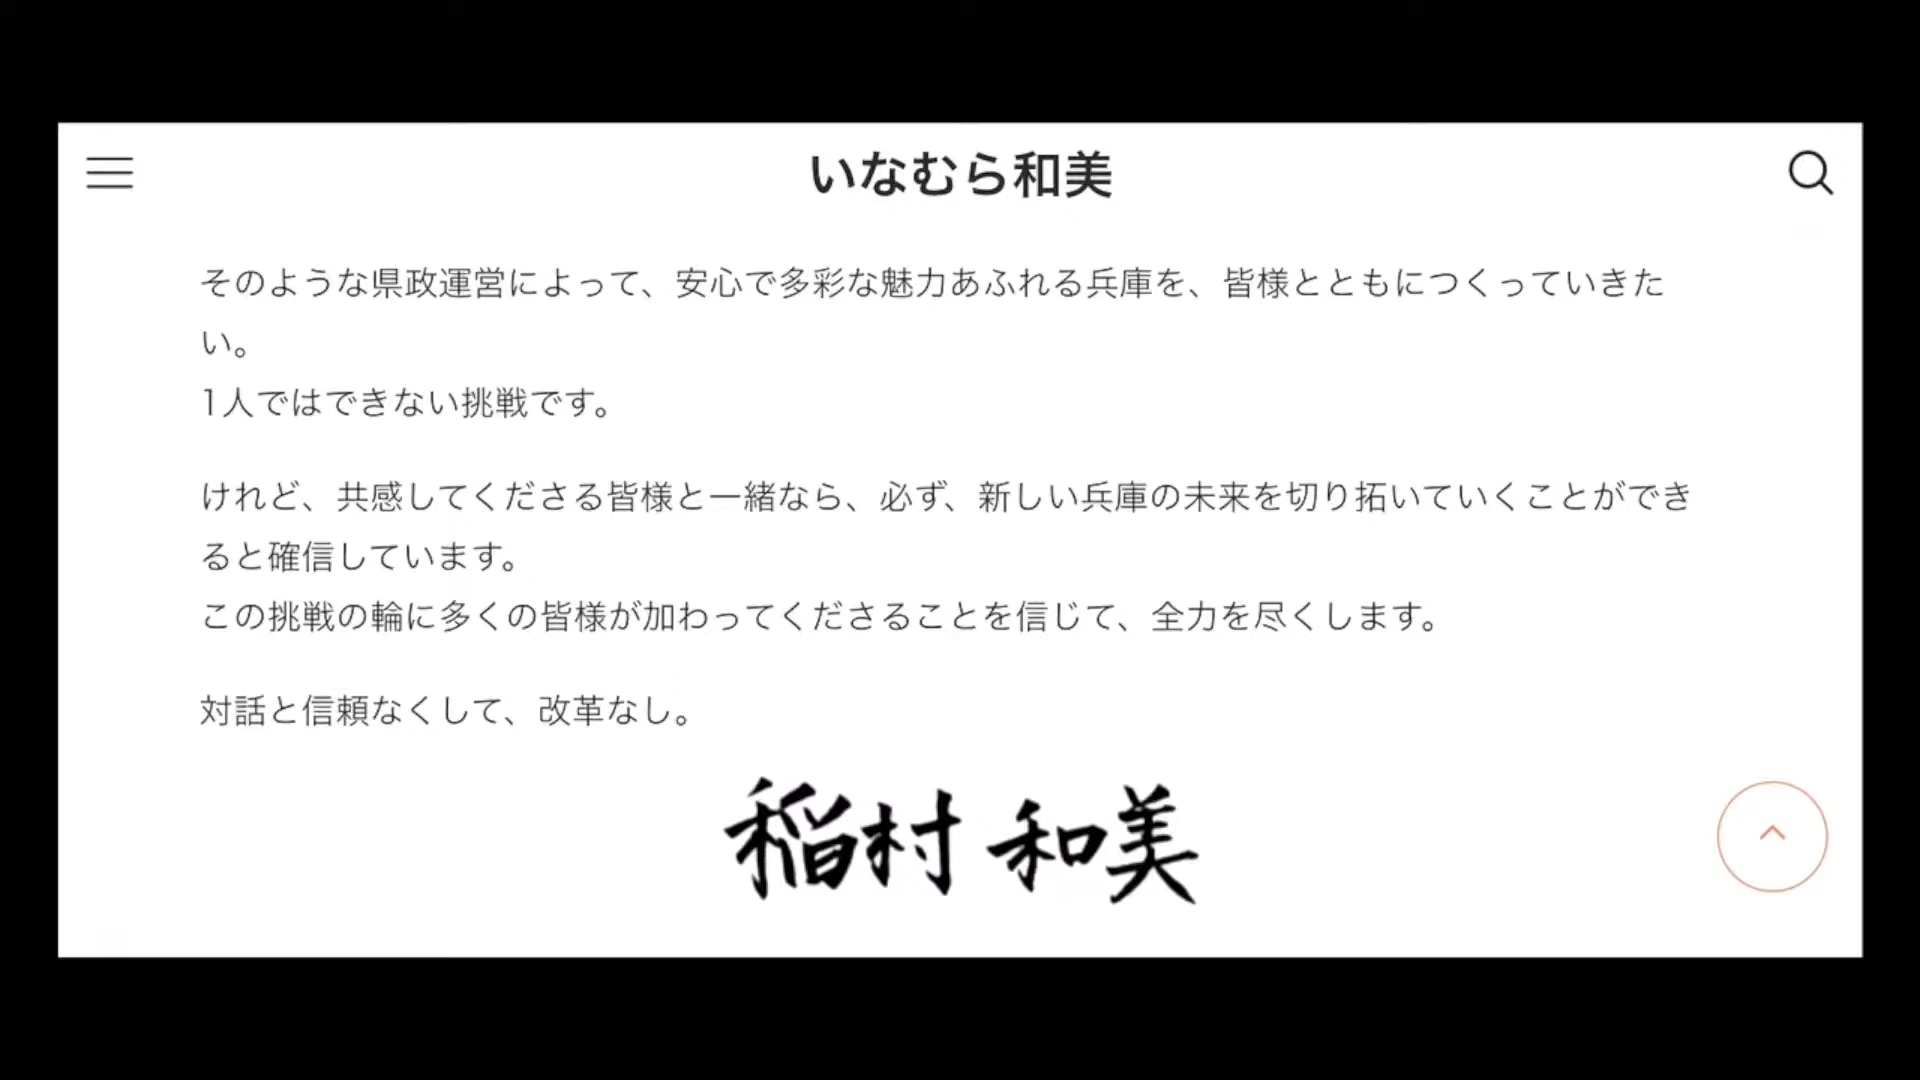 いなむら和美
そのような県政運営によって、安心で多彩な魅力あふれる兵庫を、皆様とともにつくっていきた
い。
1人ではできない挑戦です。
けれど、共感してくださる皆様と一緒なら、必ず、新しい兵庫の未来を切り拓いていくことができ
ると確信しています。
この挑戦の輪に多くの皆様が加わってくださることを信じて、全力を尽くします。
対話と信頼なくして、改革なし。
稲村 和美